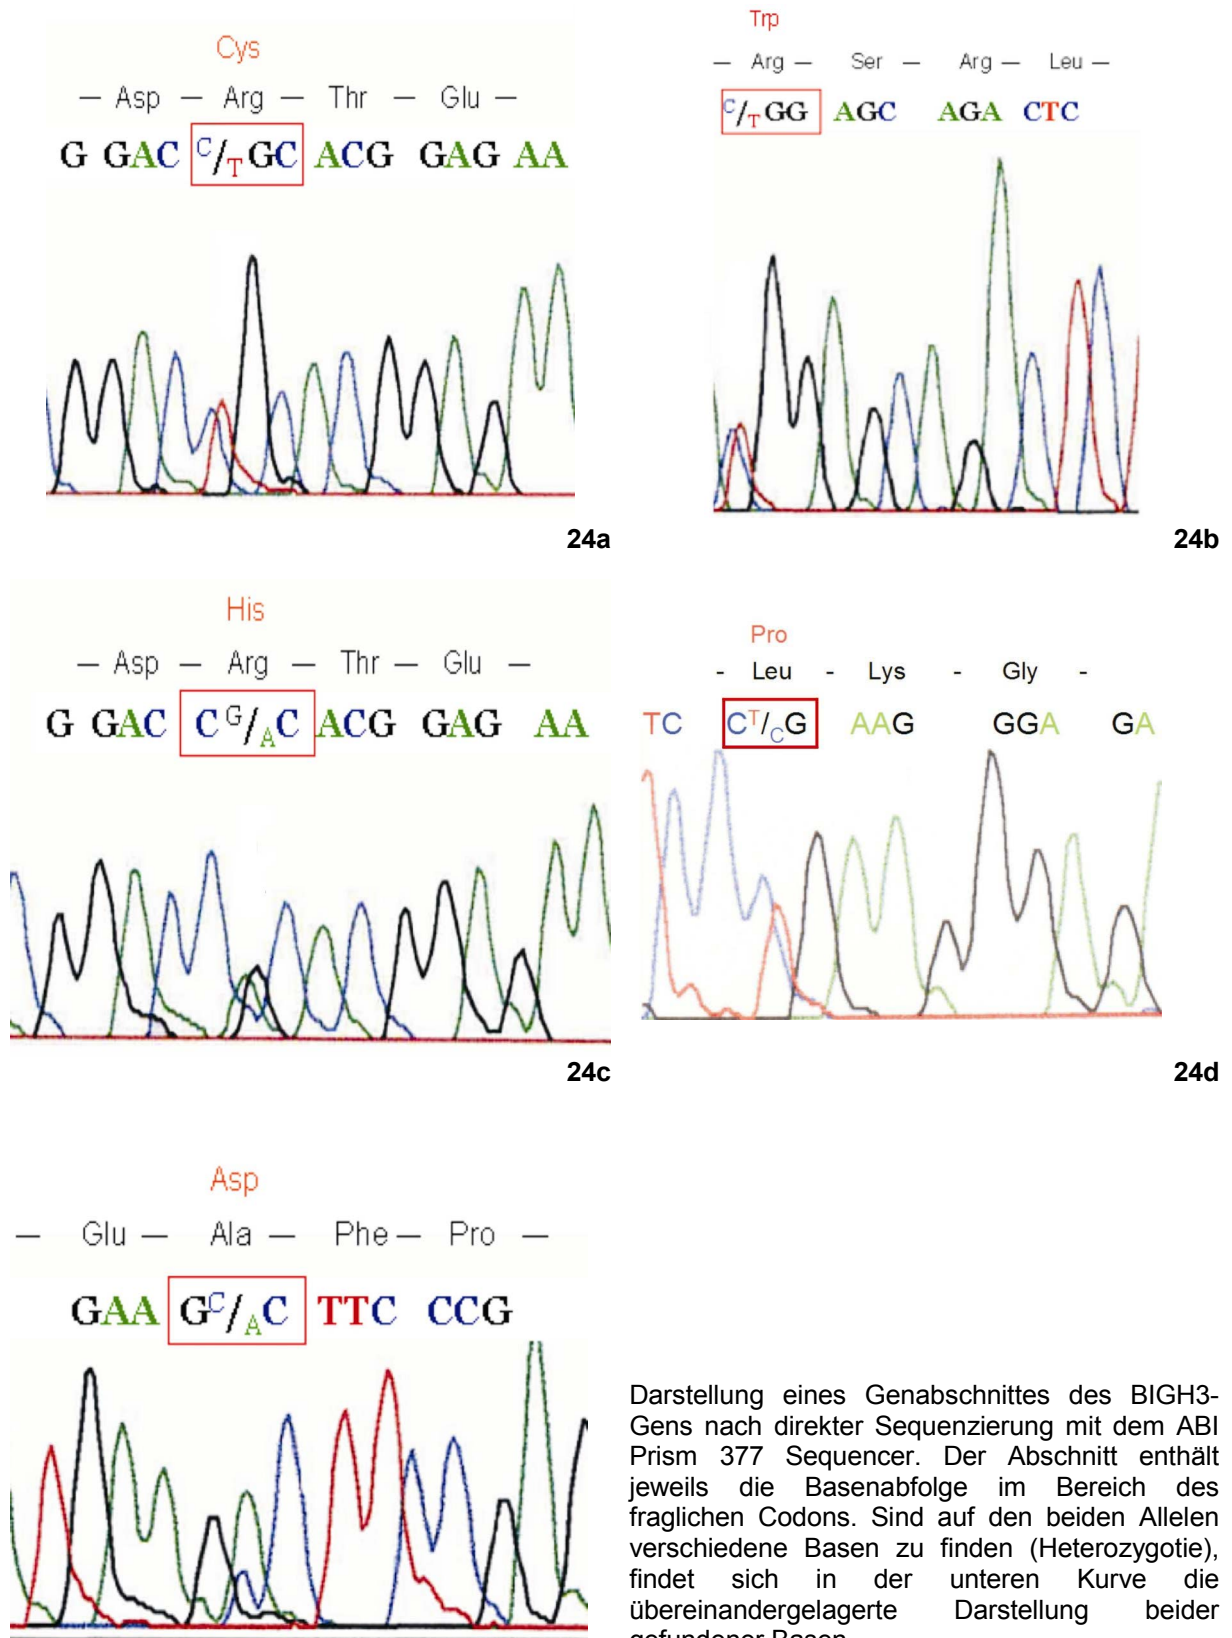 Cys
— Asp — Arg — Thr — Glu —
G GAC C/T GC ACG GAG AA
24a
Trp
— Arg — Ser — Arg — Leu —
C/T GG AGC AGA CTC
24b
His
— Asp — Arg — Thr — Glu —
G GAC C G/A C ACG GAG AA
24c
Pro
- Leu - Lys - Gly -
TC CT/CG AAG GGA GA
24d
Asp
— Glu — Ala — Phe — Pro —
GAA GC/AC TTC CCG
Darstellung eines Genabschnittes des BIGH3-
Gens nach direkter Sequenzierung mit dem ABI
Prism 377 Sequencer. Der Abschnitt enthält
jeweils die Basenabfolge im Bereich des
fraglichen Codons. Sind auf den beiden Allelen
verschiedene Basen zu finden (Heterozygotie),
findet sich in der unteren Kurve die
übereinandergelagerte Darstellung beider
gefundener Basen